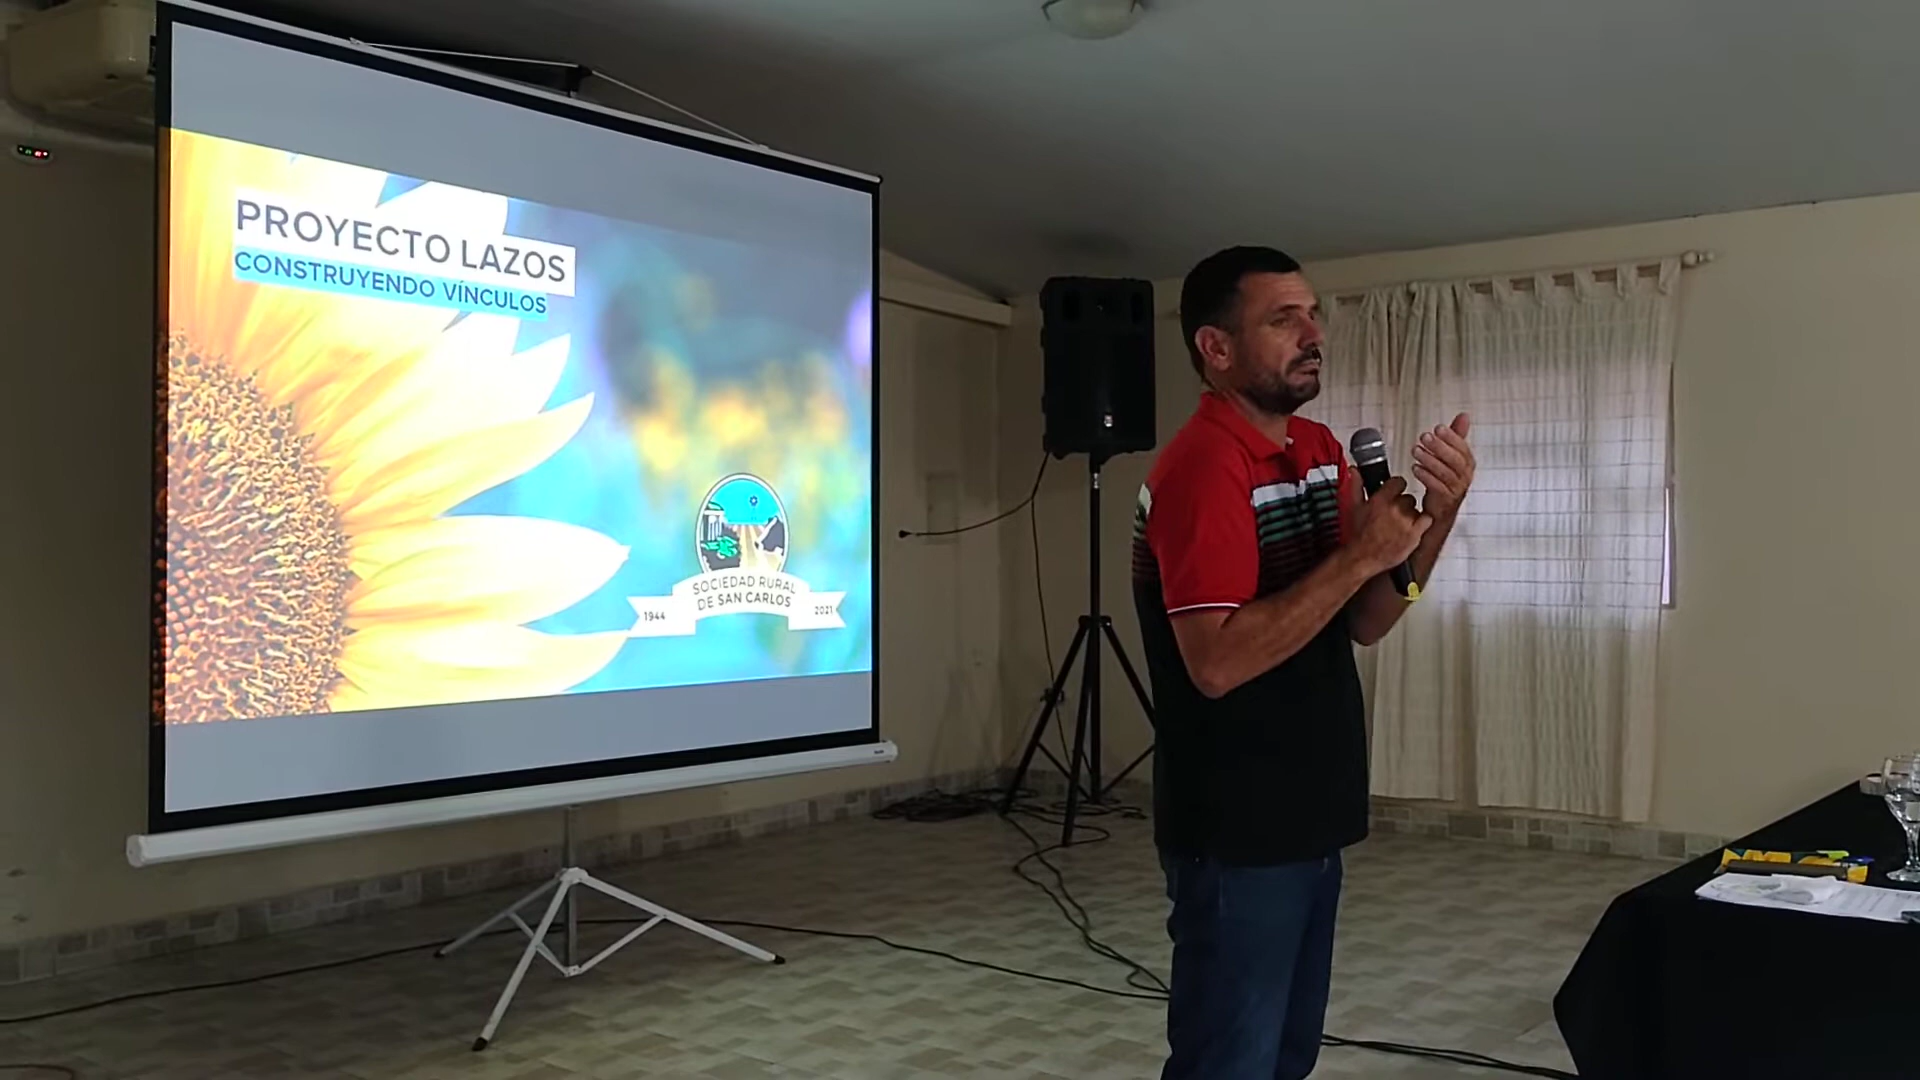 PROYECTO LAZOS
CONSTRUYENDO VÍNCULOS
SOCIEDAD RURAL
DE SAN CARLOS
1944
2021